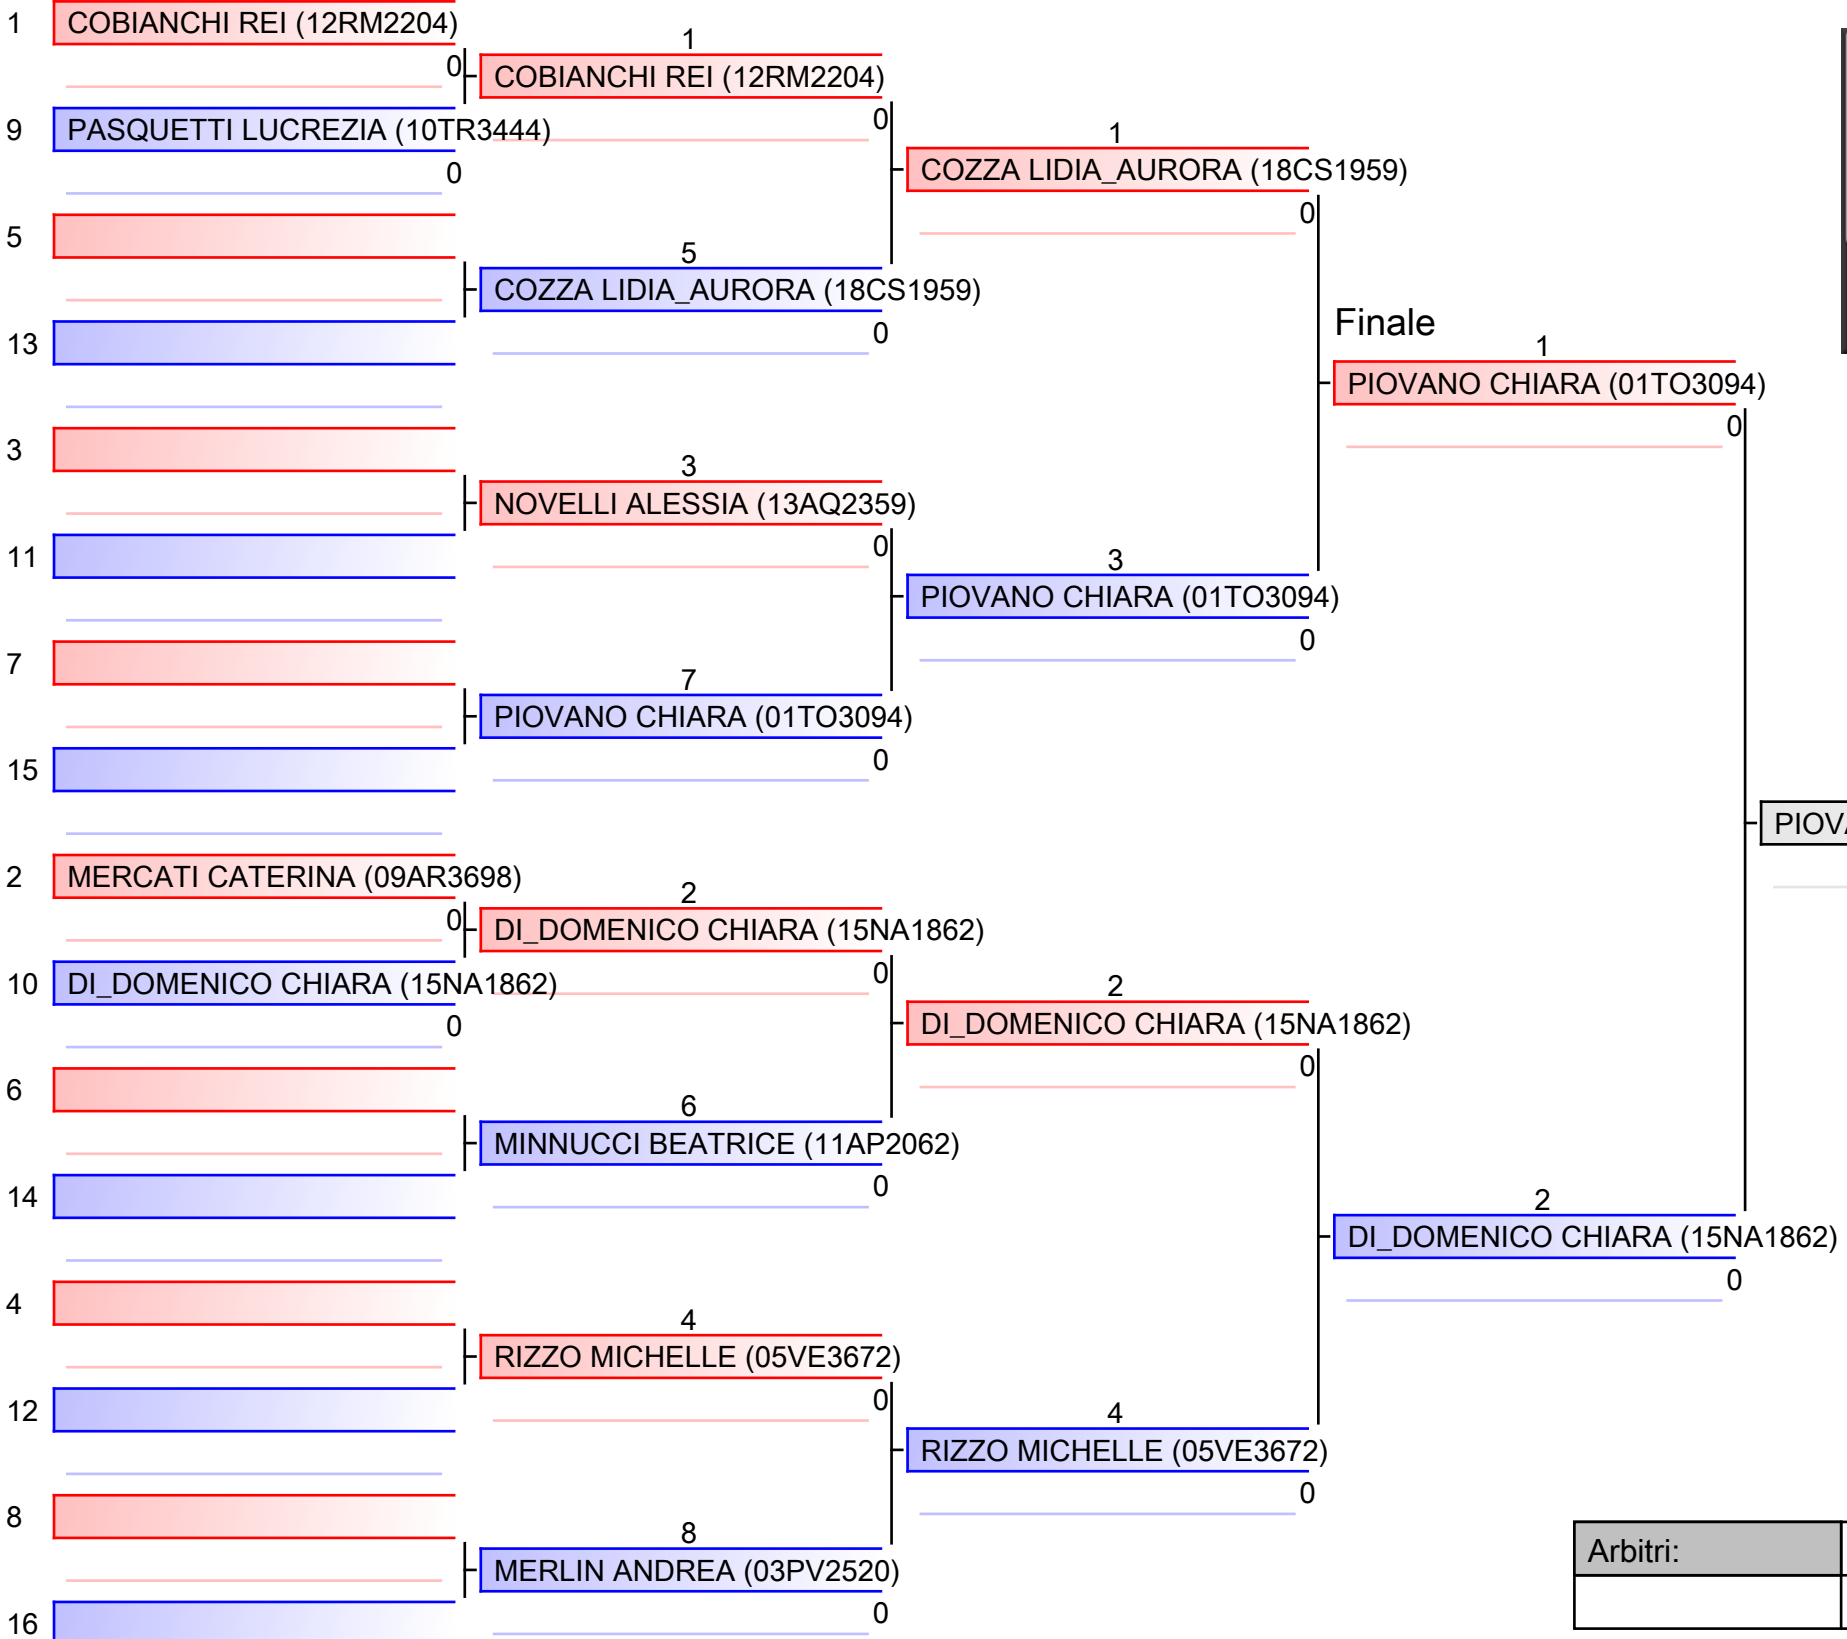 1 COBIANCHI REI (12RM2204)
0
9 PASQUETTI LUCREZIA (10TR3444)
0
5
13
3
11
7
15
2 MERCATI CATERINA (09AR3698)
0
10 DI_DOMENICO CHIARA (15NA1862)
0
6
14
4
12
8
16
1
COBIANCHI REI (12RM2204)
0
5
COZZA LIDIA_AURORA (18CS1959)
0
3
NOVELLI ALESSIA (13AQ2359)
0
7
PIOVANO CHIARA (01TO3094)
0
2
DI_DOMENICO CHIARA (15NA1862)
0
6
MINNUCCI BEATRICE (11AP2062)
0
4
RIZZO MICHELLE (05VE3672)
0
8
MERLIN ANDREA (03PV2520)
0
1
COZZA LIDIA_AURORA (18CS1959)
0
3
PIOVANO CHIARA (01TO3094)
0
2
DI_DOMENICO CHIARA (15NA1862)
0
4
RIZZO MICHELLE (05VE3672)
0
Finale
1
PIOVANO CHIARA (01TO3094)
0
2
DI_DOMENICO CHIARA (15NA1862)
0
Arbitri: